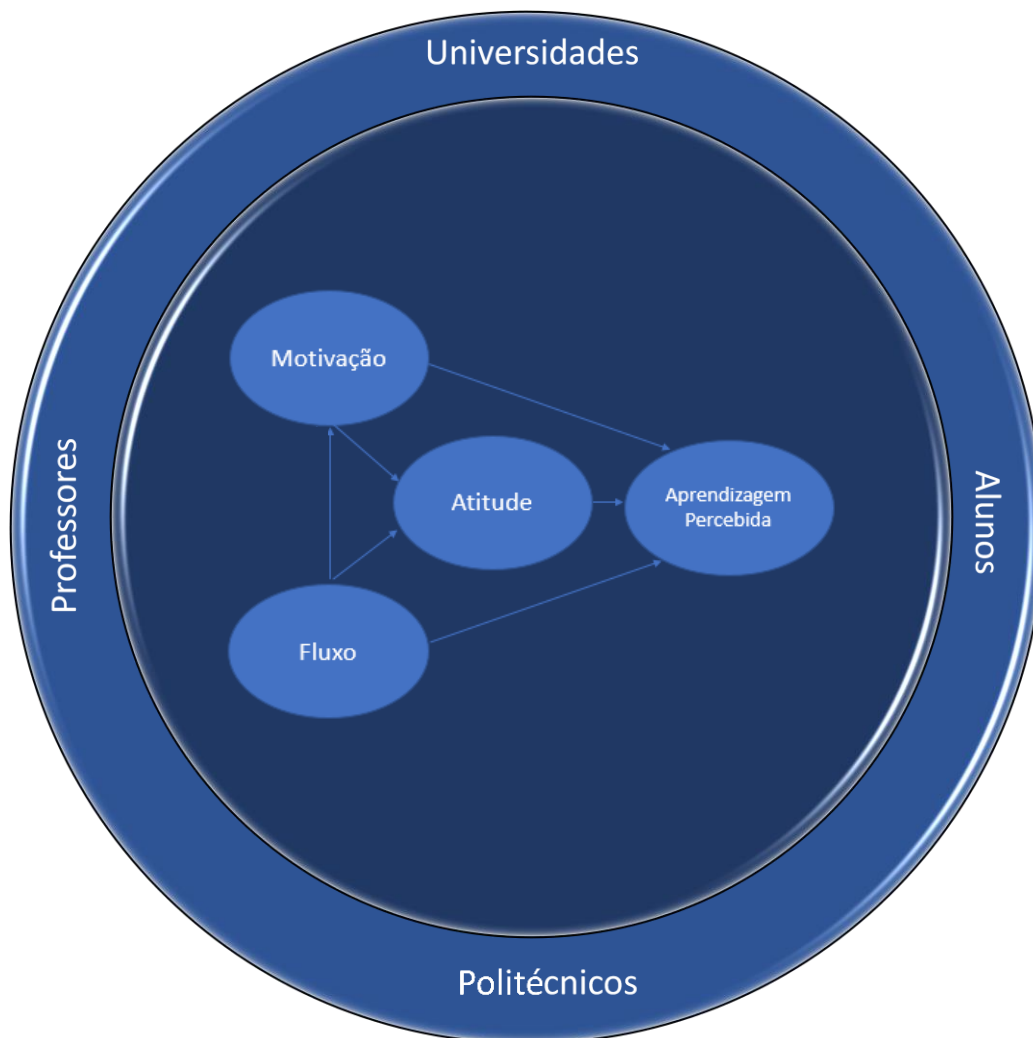 Universidades
Motivação
Professores
Atitude
Aprendizagem
Percebida
Alunos
Fluxo
Politécnicos